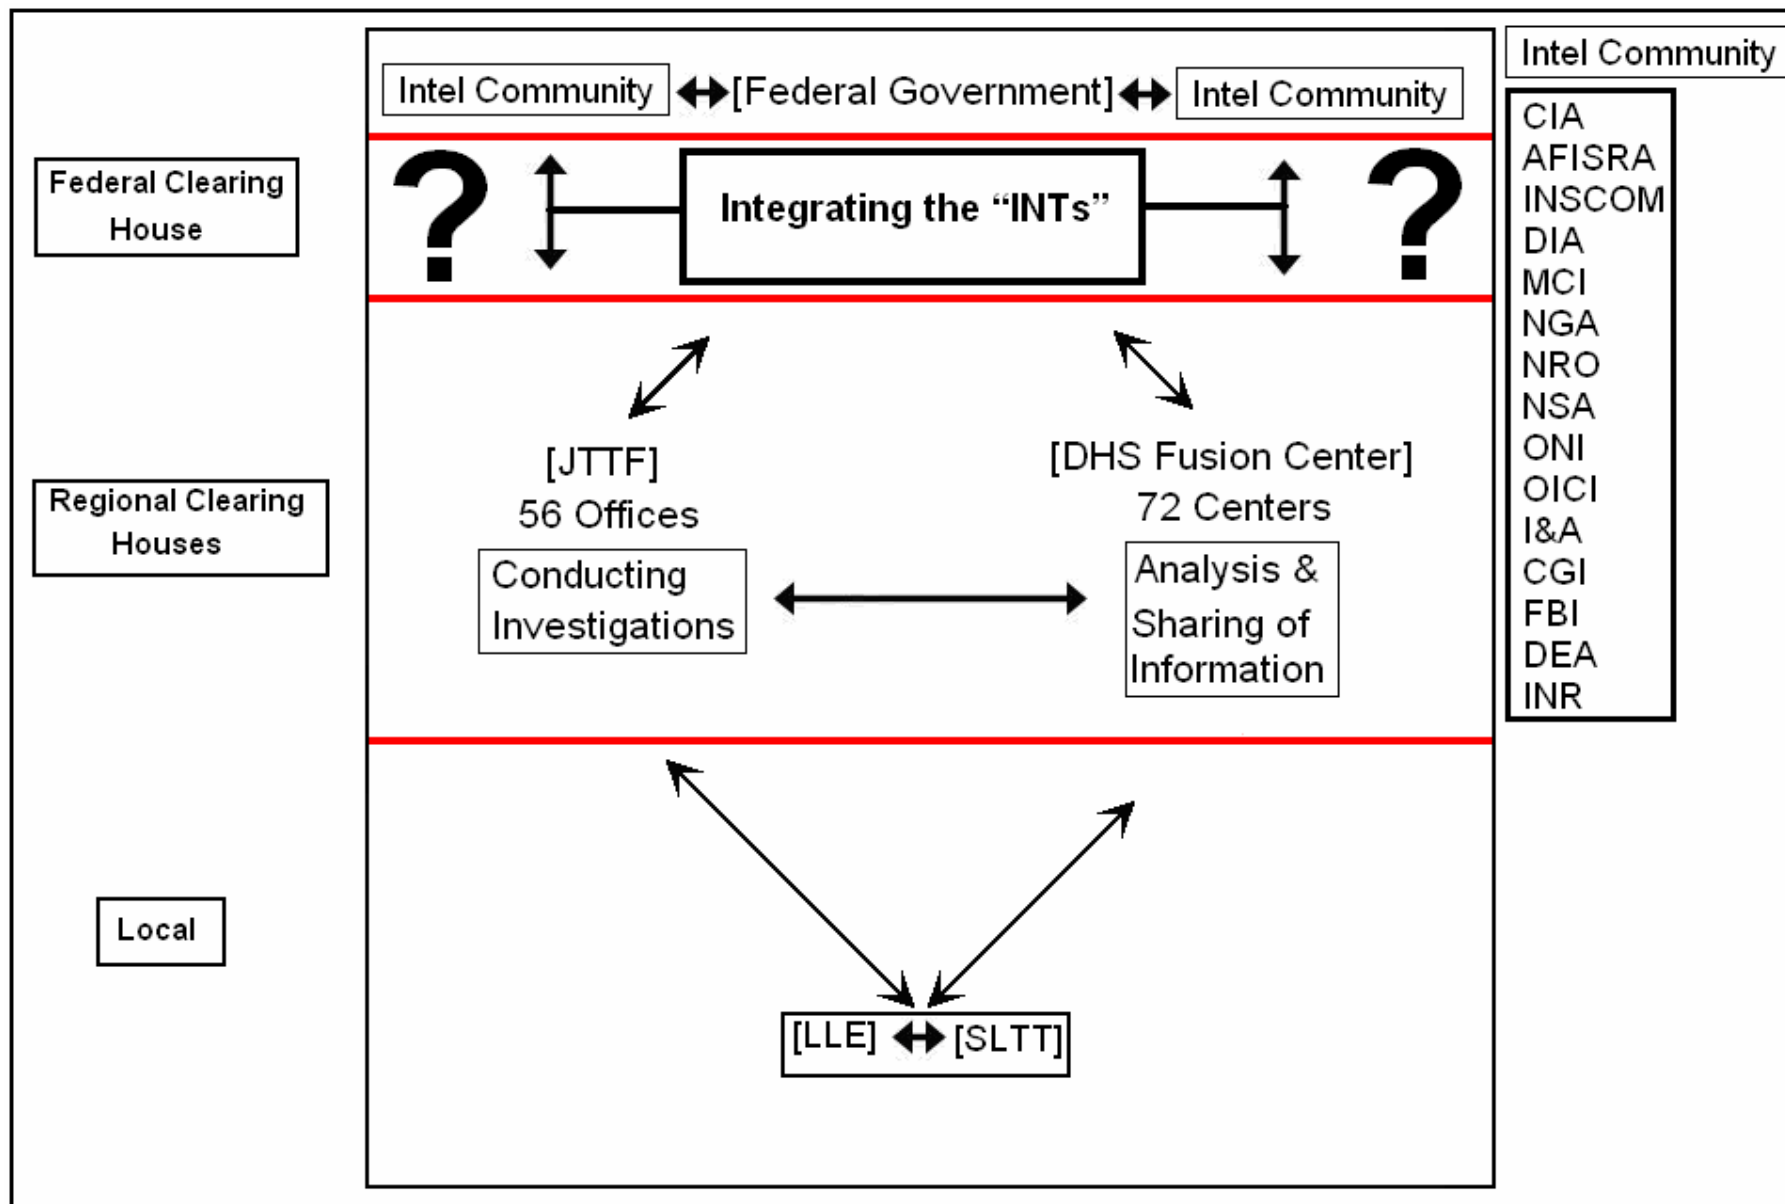 Intel Community
[Federal Government]
Intel Community
Intel Community
CIA
AFISRA
INSCOM
DIA
MCI
NGA
NRO
NSA
ONI
OICI
I&A
CGI
FBI
DEA
INR
Federal Clearing
House
?
Integrating the “INTs”
?
Regional Clearing
Houses
[JTTF]
56 Offices
Conducting
Investigations
[DHS Fusion Center]
72 Centers
Analysis &
Sharing of
Information
Local
[LLE]
[SLTT]